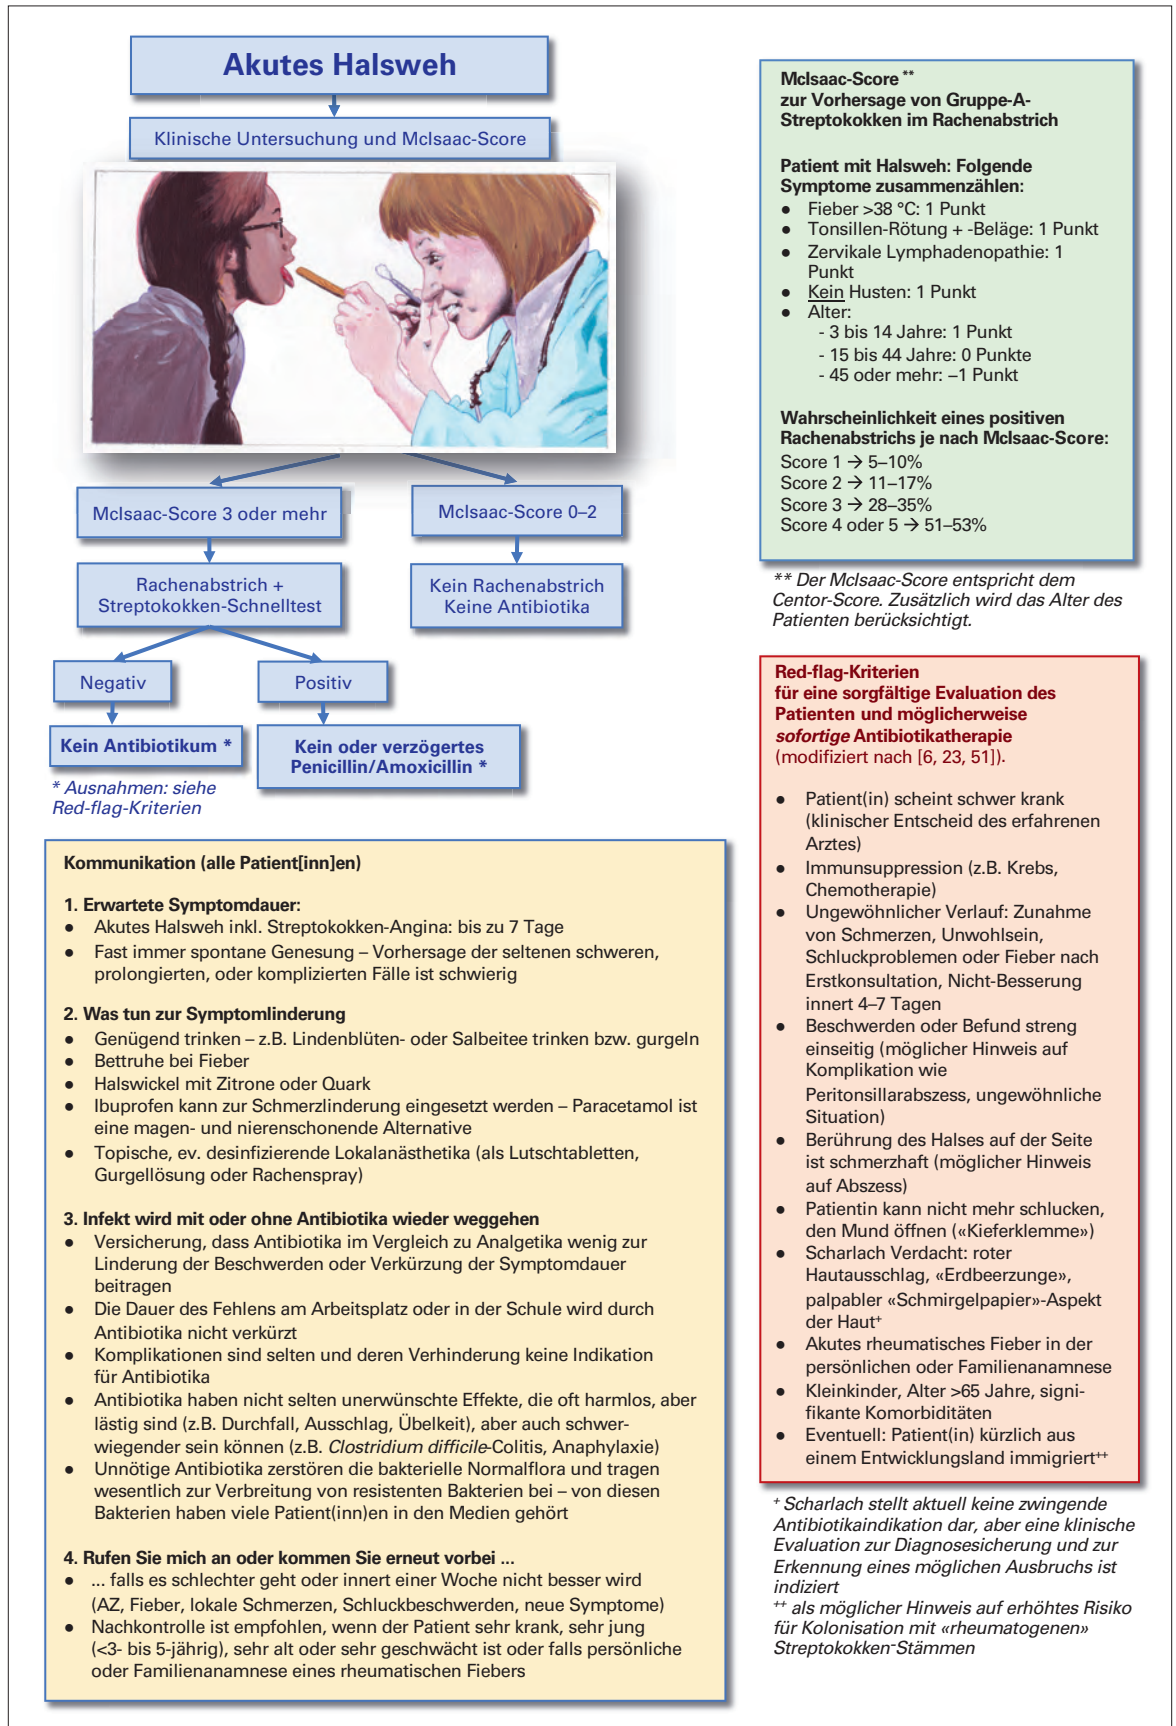 Akutes Halsweh
Klinische Untersuchung und McIsaac-Score
McIsaac-Score 3 oder mehr
McIsaac-Score 0–2
Rachenabstrich +
Streptokokken-Schnelltest
Kein Rachenabstrich
Keine Antibiotika
Negativ
Positiv
Kein Antibiotikum *
Kein oder verzögertes
Penicillin/Amoxicillin *
* Ausnahmen: siehe
Red-flag-Kriterien
Kommunikation (alle Patient[inn]en)
1. Erwartete Symptomdauer:
● Akutes Halsweh inkl. Streptokokken-Angina: bis zu 7 Tage
● Fast immer spontane Genesung – Vorhersage der seltenen schweren,
prolongierten, oder komplizierten Fälle ist schwierig
2. Was tun zur Symptomlinderung
● Genügend trinken – z.B. Lindenblüten- oder Salbeitee trinken bzw. gurgeln
● Bettruhe bei Fieber
● Halswickel mit Zitrone oder Quark
● Ibuprofen kann zur Schmerzlinderung eingesetzt werden – Paracetamol ist
eine magen- und nierenschonende Alternative
● Topische, ev. desinfizierende Lokalanästhetika (als Lutschtabletten,
Gurgellösung oder Rachenspray)
3. Infekt wird mit oder ohne Antibiotika wieder weggehen
● Versicherung, dass Antibiotika im Vergleich zu Analgetika wenig zur
Linderung der Beschwerden oder Verkürzung der Symptomdauer
beitragen
● Die Dauer des Fehlens am Arbeitsplatz oder in der Schule wird durch
Antibiotika nicht verkürzt
● Komplikationen sind selten und deren Verhinderung keine Indikation
für Antibiotika
● Antibiotika haben nicht selten unerwünschte Effekte, die oft harmlos, aber
lästig sind (z.B. Durchfall, Ausschlag, Übelkeit), aber auch schwer-
wiegender sein können (z.B. Clostridium difficile-Colitis, Anaphylaxie)
● Unnötige Antibiotika zerstören die bakterielle Normalflora und tragen
wesentlich zur Verbreitung von resistenten Bakterien bei – von diesen
Bakterien haben viele Patient(inn)en in den Medien gehört
4. Rufen Sie mich an oder kommen Sie erneut vorbei ...
● ... falls es schlechter geht oder innert einer Woche nicht besser wird
(AZ, Fieber, lokale Schmerzen, Schluckbeschwerden, neue Symptome)
● Nachkontrolle ist empfohlen, wenn der Patient sehr krank, sehr jung
(<3- bis 5-jährig), sehr alt oder sehr geschwächt ist oder falls persönliche
oder Familienanamnese eines rheumatischen Fiebers
McIsaac-Score **
zur Vorhersage von Gruppe-A-
Streptokokken im Rachenabstrich
Patient mit Halsweh: Folgende
Symptome zusammenzählen:
● Fieber >38 °C: 1 Punkt
● Tonsillen-Rötung + -Beläge: 1 Punkt
● Zervikale Lymphadenopathie: 1
Punkt
● Kein Husten: 1 Punkt
● Alter:
- 3 bis 14 Jahre: 1 Punkt
- 15 bis 44 Jahre: 0 Punkte
- 45 oder mehr: –1 Punkt
Wahrscheinlichkeit eines positiven
Rachenabstrichs je nach McIsaac-Score:
Score 1 → 5–10%
Score 2 → 11–17%
Score 3 → 28–35%
Score 4 oder 5 → 51–53%
** Der McIsaac-Score entspricht dem
Centor-Score. Zusätzlich wird das Alter des
Patienten berücksichtigt.
Red-flag-Kriterien
für eine sorgfältige Evaluation des
Patienten und möglicherweise
sofortige Antibiotikatherapie
(modifiziert nach [6, 23, 51]).
● Patient(in) scheint schwer krank
(klinischer Entscheid des erfahrenen
Arztes)
● Immunsuppression (z.B. Krebs,
Chemotherapie)
● Ungewöhnlicher Verlauf: Zunahme
von Schmerzen, Unwohlsein,
Schluckproblemen oder Fieber nach
Erstkonsultation, Nicht-Besserung
innert 4–7 Tagen
● Beschwerden oder Befund streng
einseitig (möglicher Hinweis auf
Komplikation wie
Peritonsillarabszess, ungewöhnliche
Situation)
● Berührung des Halses auf der Seite
ist schmerzhaft (möglicher Hinweis
auf Abszess)
● Patientin kann nicht mehr schlucken,
den Mund öffnen («Kieferklemme»)
● Scharlach Verdacht: roter
Hautausschlag, «Erdbeerzunge»,
palpabler «Schmirgelpapier»-Aspekt
der Haut+
● Akutes rheumatisches Fieber in der
persönlichen oder Familienanamnese
● Kleinkinder, Alter >65 Jahre, signi-
fikante Komorbiditäten
● Eventuell: Patient(in) kürzlich aus
einem Entwicklungsland immigriert++
+ Scharlach stellt aktuell keine zwingende
Antibiotikaindikation dar, aber eine klinische
Evaluation zur Diagnosesicherung und zur
Erkennung eines möglichen Ausbruchs ist
indiziert
++ als möglicher Hinweis auf erhöhtes Risiko
für Kolonisation mit «rheumatogenen»
Streptokokken-Stämmen